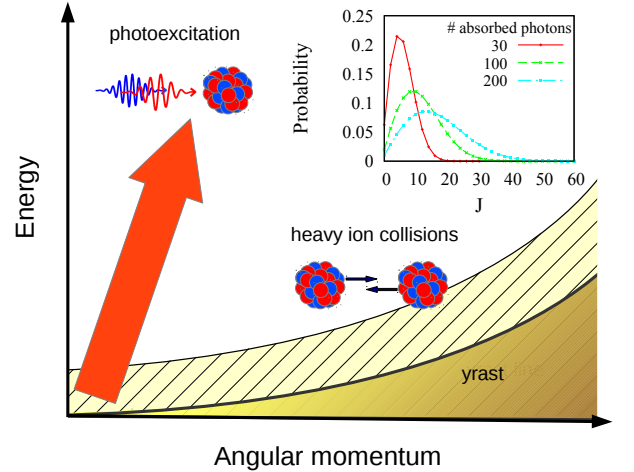 photoexcitation
# absorbed photons
30
100
200
Probability
0.25
0.2
0.15
0.1
0.05
0
0 10 20 30 40 50 60
J
Energy
heavy ion collisions
yrast line
Angular momentum